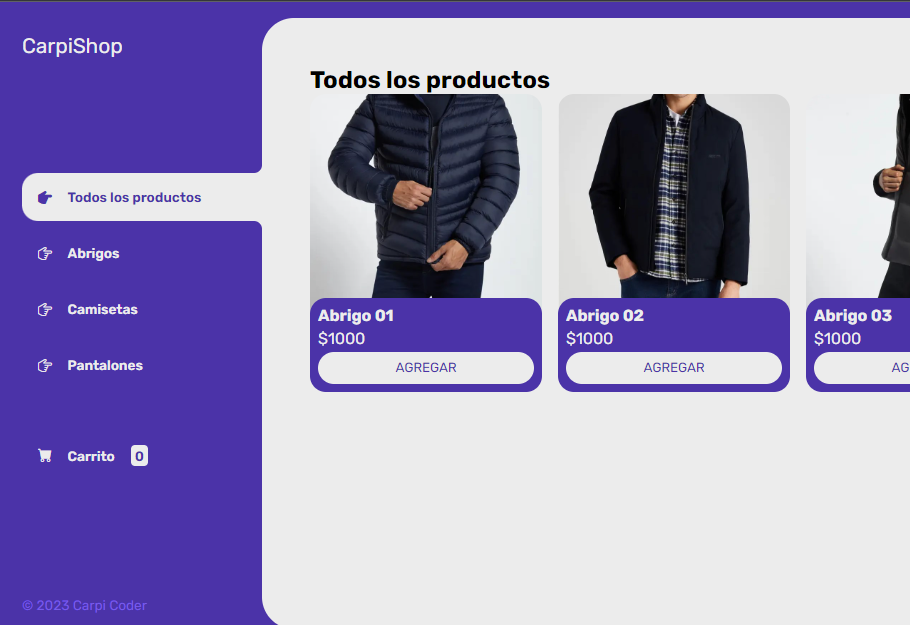 CarpiShop
Todos los productos
Abrigos
Camisetas
Pantalones
Carrito 0
© 2023 Carpi Coder
Todos los productos
Abrigo 01
$1000
AGREGAR
Abrigo 02
$1000
AGREGAR
Abrigo 03
$1000
AG